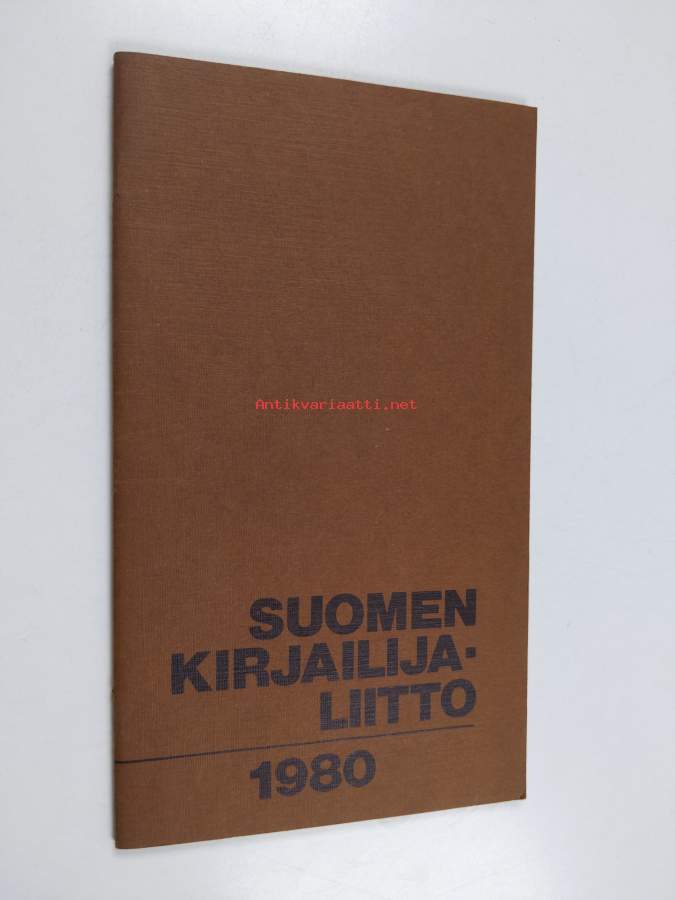 Antikvariaatti.net
SUOMEN
KIRJAILIJA-
LIITTO
1980